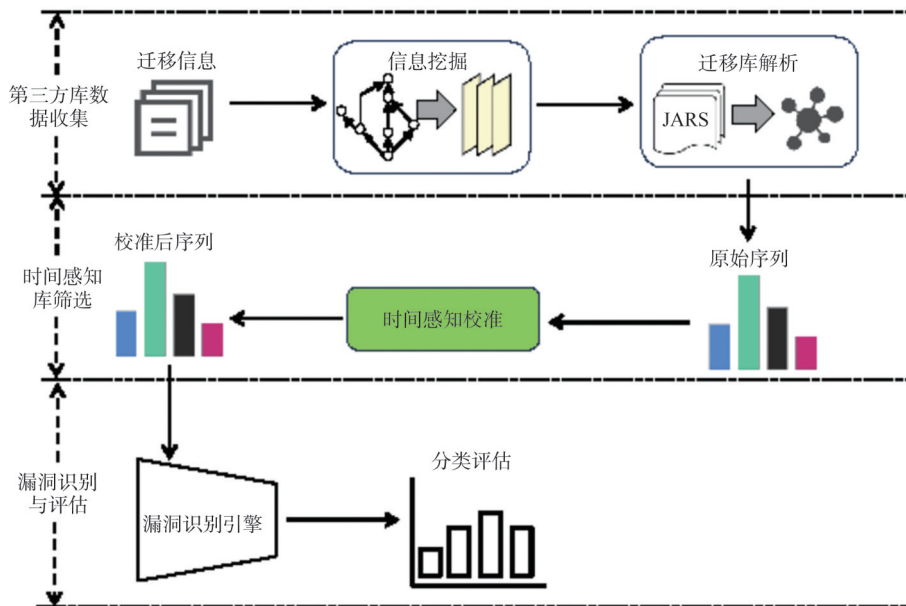 第三方库数
据收集
迁移信息
信息挖掘
迁移库解析
JARS
时间感知
库筛选
校准后序列
时间感知校准
原始序列
漏洞识别
与评估
漏洞识别引擎
分类评估